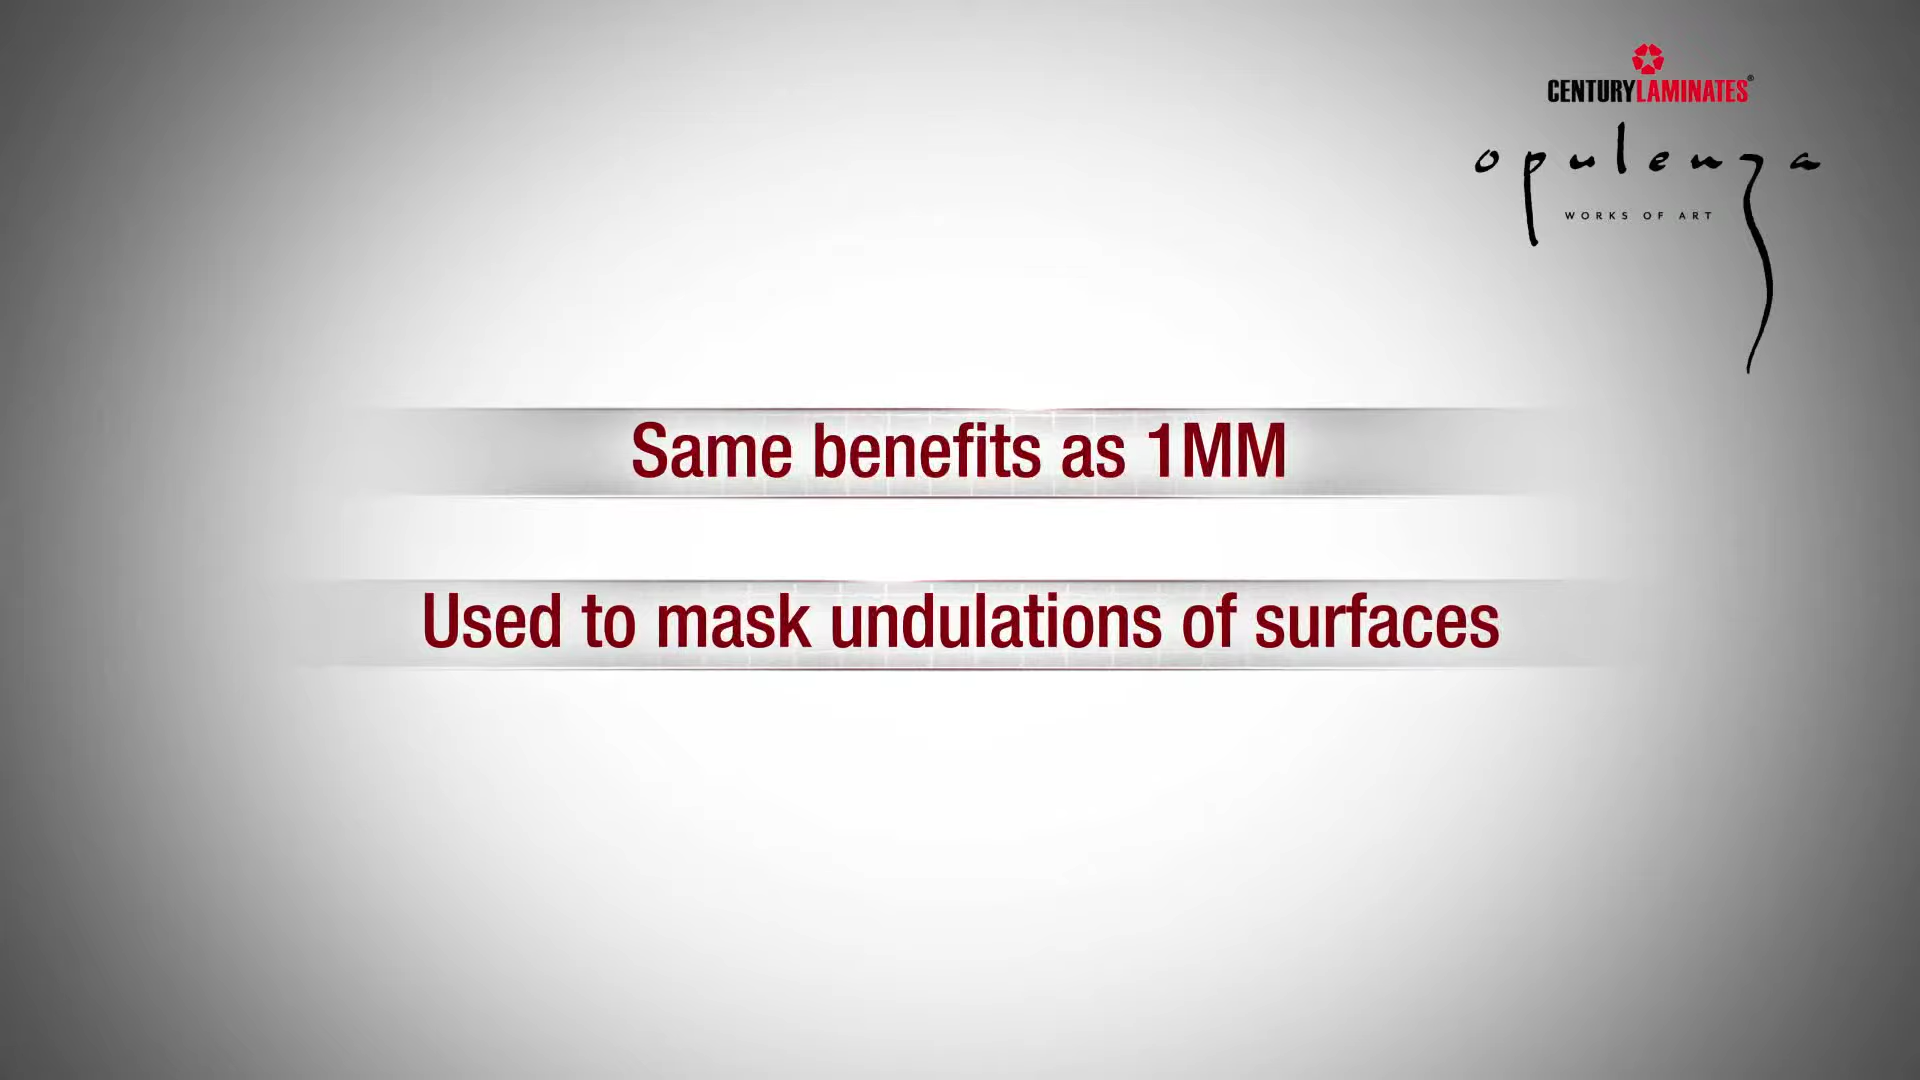 CENTURYLAMINATES®
opulenza
WORKS OF ART
Same benefits as 1MM
Used to mask undulations of surfaces